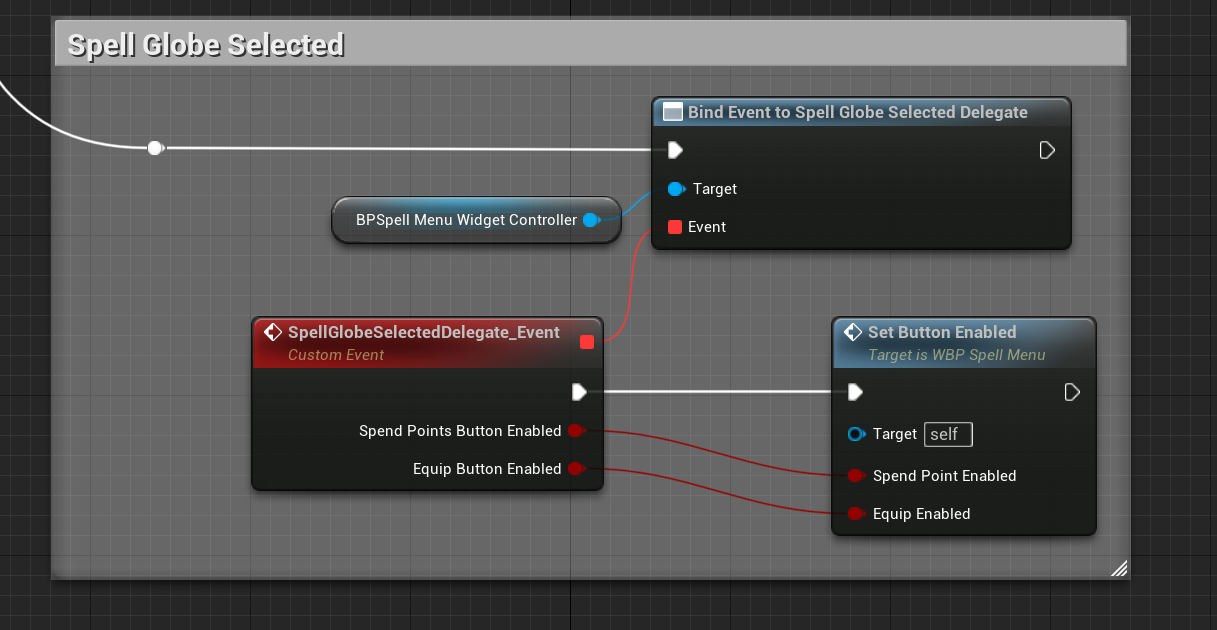 Spell Globe Selected
Bind Event to Spell Globe Selected Delegate
Target
BPSpell Menu Widget Controller
Event
SpellGlobeSelectedDelegate_Event
Custom Event
Spend Points Button Enabled
Equip Button Enabled
Set Button Enabled
Target is WBP Spell Menu
Target self
Spend Point Enabled
Equip Enabled